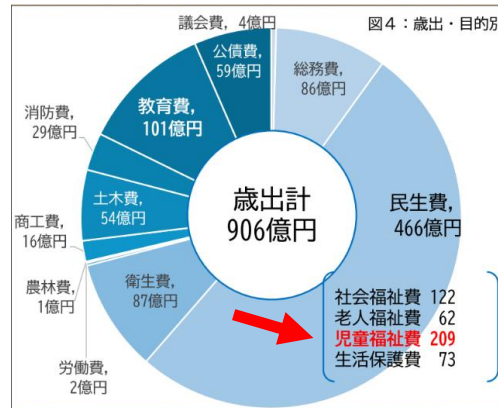 図4：歳出・目的別
議会費, 4億円
公債費,
59億円
総務費,
86億円
教育費,
101億円
消防費,
29億円
土木費,
54億円
商工費,
16億円
農林費,
1億円
労働費,
2億円
衛生費,
87億円
歳出計
906億円
民生費,
466億円
社会福祉費 122
老人福祉費 62
児童福祉費 209
生活保護費 73